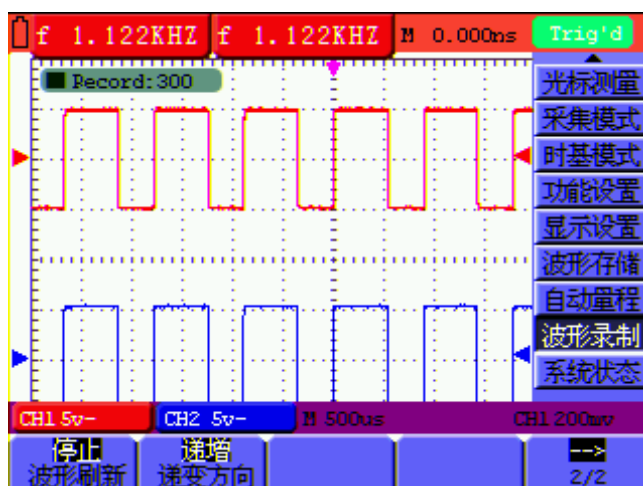 f 1.122KHZ f 1.122KHZ M 0.000ns Trig'd
Record:300
光标测量
采集模式
时基模式
功能设置
显示设置
波形存储
自动量程
波形录制
系统状态
CH1 5v- CH2 5v- M 500us CH1 200mv
停止 递增 -->
波形刷新 递变方向 2/2